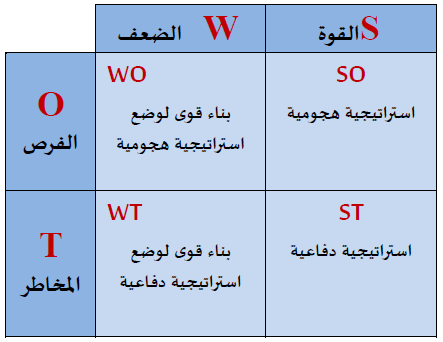 S القوة
W الضعف
O
الفرص
SO
استراتيجية هجومية
WO
بناء قوى لوضع
استراتيجية هجومية
T
المخاطر
ST
استراتيجية دفاعية
WT
بناء قوى لوضع
استراتيجية دفاعية